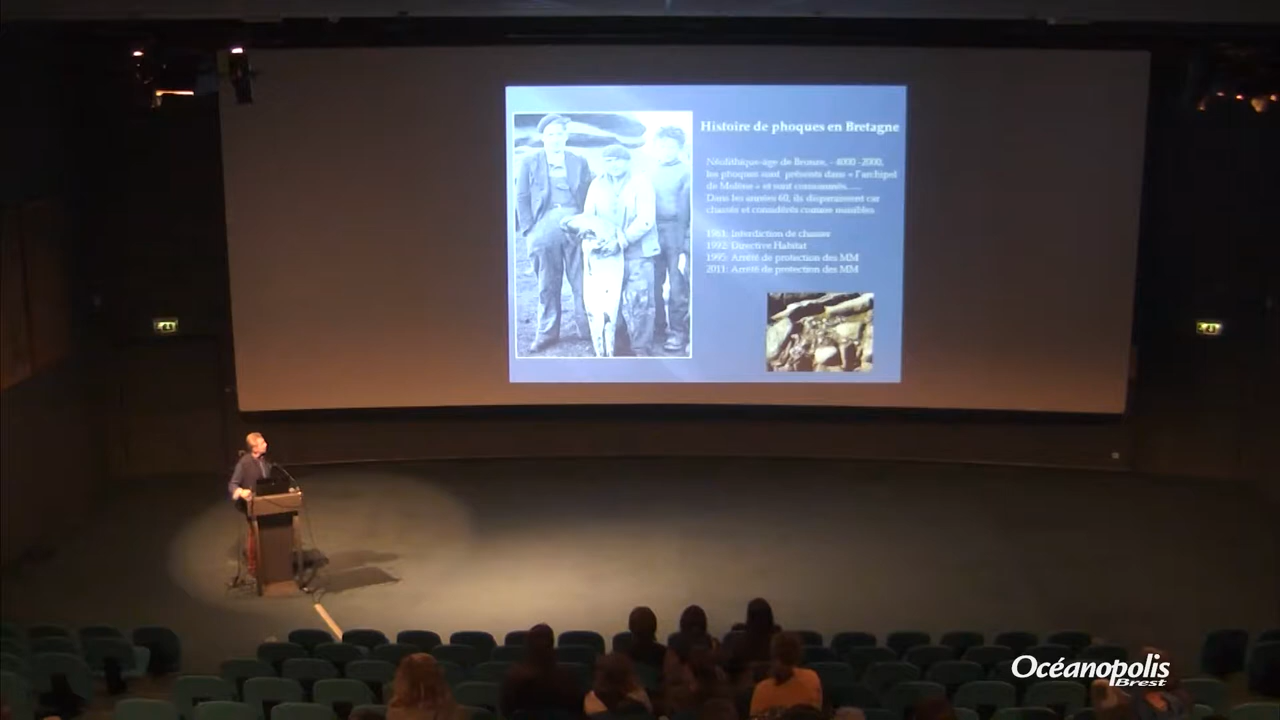 Histoire de phoques en Bretagne
Néolithique-âge de Bronze, - 4000 -2000,
les phoques sont présents dans « l'archipel
de Molène » et sont consommés......
Dans les années 60, ils disparaissent car
chassés et considérés comme nuisibles
1981: Interdiction de chasse
1992: Directive Habitat
1995: Arrêté de protection des MM
2011: Arrêté de protection des MM
Océanopolis
Brest